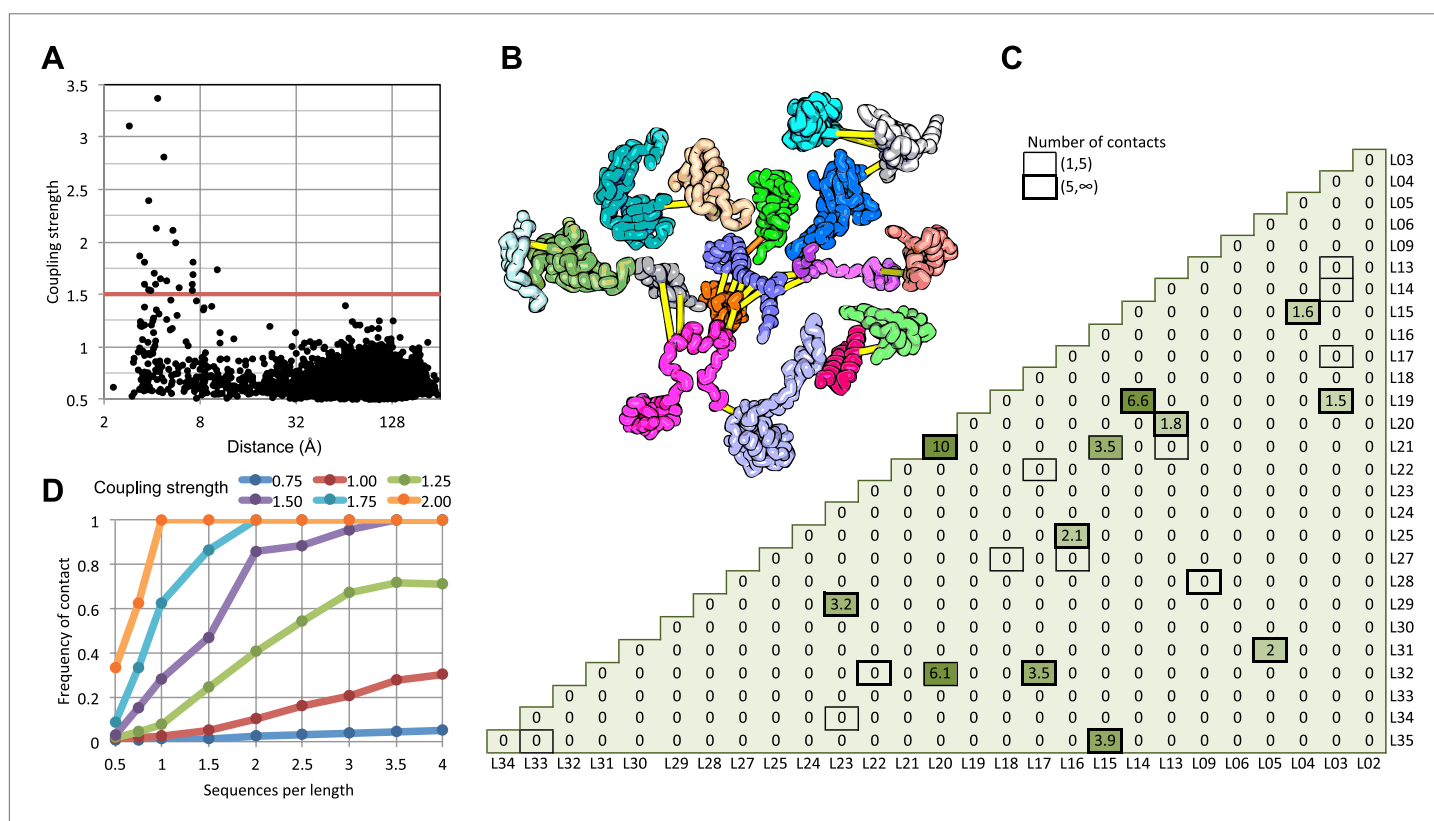 A
Coupling strength
3.5
3
2.5
2
1.5
1
0.5
2
8
32
128
Distance (Å)
B
C
Number of contacts
(1,5)
(5,∞)
0 L03
0 0 L04
0 0 0 L05
0 0 0 0 L06
0 0 0 0 0 L09
0 0 0 0 0 0 L13
0 0 0 0 0 0 0 L14
0 0 0 0 0 1.6 0 0 L15
0 0 0 0 0 0 0 0 0 L16
0 0 0 0 0 0 0 0 0 0 L17
0 0 0 0 0 0 0 0 0 0 0 L18
0 0 0 0 6.6 0 0 0 0 0 1.5 0 L19
0 0 0 0 0 0 1.8 0 0 0 0 0 0 L20
10 0 0 0 0 3.5 0 0 0 0 0 0 0 0 L21
0 0 0 0 0 0 0 0 0 0 0 0 0 0 0 L22
0 0 0 0 0 0 0 0 0 0 0 0 0 0 0 0 L23
0 0 0 0 0 0 0 0 0 0 0 0 0 0 0 0 0 L24
0 0 0 0 0 0 0 0 2.1 0 0 0 0 0 0 0 0 0 L25
0 0 0 0 0 0 0 0 0 0 0 0 0 0 0 0 0 0 0 L27
0 0 0 0 0 0 0 0 0 0 0 0 0 0 0 0 0 0 0 0 L28
0 0 0 0 3.2 0 0 0 0 0 0 0 0 0 0 0 0 0 0 0 0 L29
0 0 0 0 0 0 0 0 0 0 0 0 0 0 0 0 0 0 0 0 0 0 L30
0 0 0 0 0 0 0 0 0 0 0 0 0 0 0 0 0 0 0 2 0 0 0 L31
0 0 0 0 0 0 0 0 0 0 6.1 0 0 3.5 0 0 0 0 0 0 0 0 0 0 L32
0 0 0 0 0 0 0 0 0 0 0 0 0 0 0 0 0 0 0 0 0 0 0 0 0 L33
0 0 0 0 0 0 0 0 0 0 0 0 0 0 0 0 0 0 0 0 0 0 0 0 0 0 L34
0 0 0 0 0 0 0 0 0 0 0 0 0 0 0 0 0 0 3.9 0 0 0 0 0 0 0 0 L35
L34 L33 L32 L31 L30 L29 L28 L27 L25 L24 L23 L22 L21 L20 L19 L18 L17 L16 L15 L14 L13 L09 L06 L05 L04 L03 L02
D
Coupling strength
0.75 1.00 1.25
1.50 1.75 2.00
Frequency of contact
1
0.8
0.6
0.4
0.2
0
0.5 1 1.5 2 2.5 3 3.5 4
Sequences per length